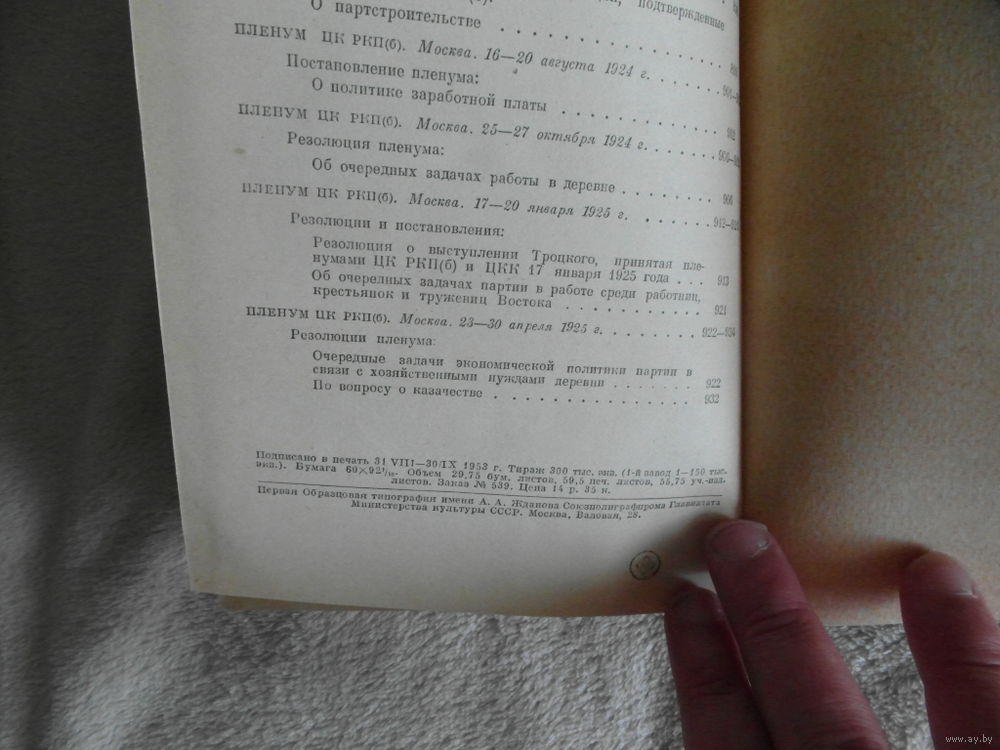 подтвержденные
О партстроительстве . . . . . . . . . . . . .
ПЛЕНУМ ЦК РКП(б). Москва. 16—20 августа 1924 г. . . . . . .
Постановление пленума:
О политике заработной платы . . . . . . . . . . .
ПЛЕНУМ ЦК РКП(б). Москва. 25—27 октября 1924 г. . . . . . .
Резолюция пленума:
Об очередных задачах работы в деревне . . . . . . . 906
ПЛЕНУМ ЦК РКП(б). Москва. 17—20 января 1925 г. . . . . . .
Резолюции и постановления:
Резолюция о выступлении Троцкого, принятая пле-
нумами ЦК РКП(б) и ЦКК 17 января 1925 года . . . 913
Об очередных задачах партии в работе среди работниц,
крестьянок и тружениц Востока . . . . . . . . . . 921
ПЛЕНУМ ЦК РКП(б). Москва. 23—30 апреля 1925 г. . . . . . . . 922—934
Резолюции пленума:
Очередные задачи экономической политики партии в
связи с хозяйственными нуждами деревни . . . . . . . 922
По вопросу о казачестве . . . . . . . . . . . . . . 932
Подписано в печать 31/VIII—30/IX 1953 г. Тираж 300 тыс. экз. (1-й завод 1—150 тыс.
экз.). Бумага 60×92¹/₁₆. Объем 29,75 бум. листов, 59,5 печ. листов, 55,75 уч.-изд.
листов. Заказ № 539. Цена 14 р. 35 к.
Первая Образцовая типография имени А. А. Жданова Союзполиграфпрома Главиздата
Министерства культуры СССР. Москва, Валовая, 28.
www.ay.by